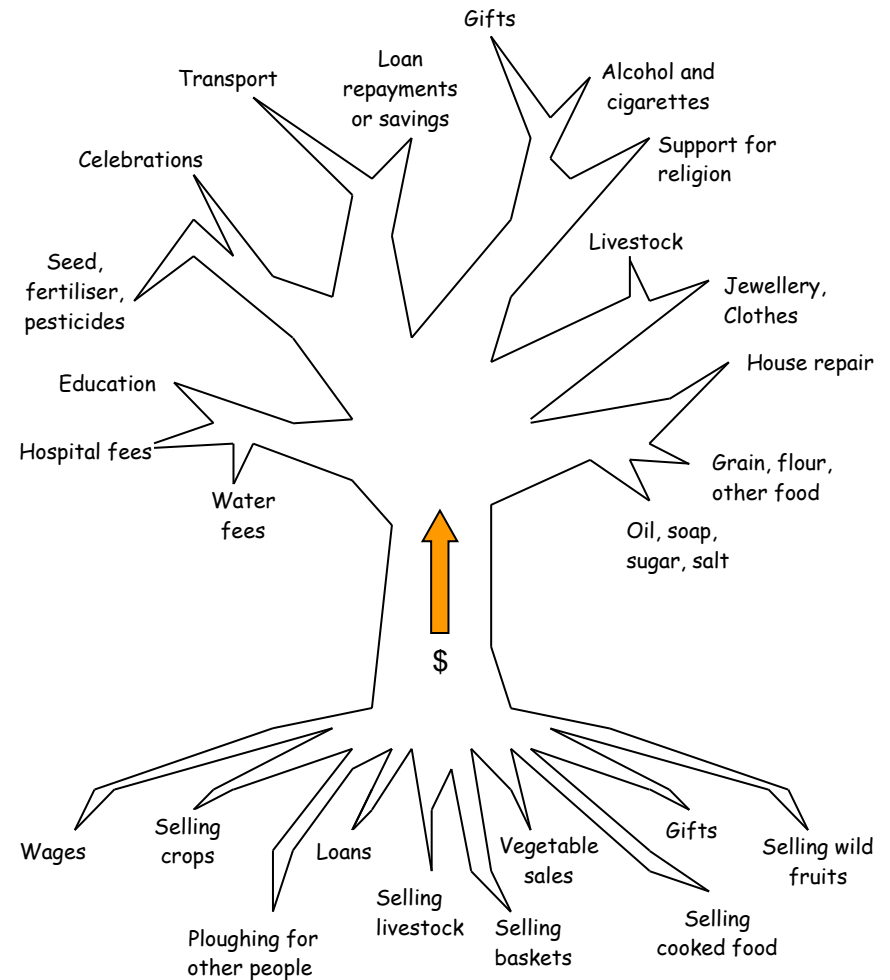 Gifts
Loan
repayments
or savings
Transport
Alcohol and
cigarettes
Support for
religion
Celebrations
Livestock
Seed,
fertiliser,
pesticides
Jewellery,
Clothes
House repair
Education
Hospital fees
Water
fees
Grain, flour,
other food
Oil, soap,
sugar, salt
$
Wages
Selling
crops
Ploughing for
other people
Loans
Selling
livestock
Selling
baskets
Vegetable
sales
Gifts
Selling
cooked food
Selling wild
fruits